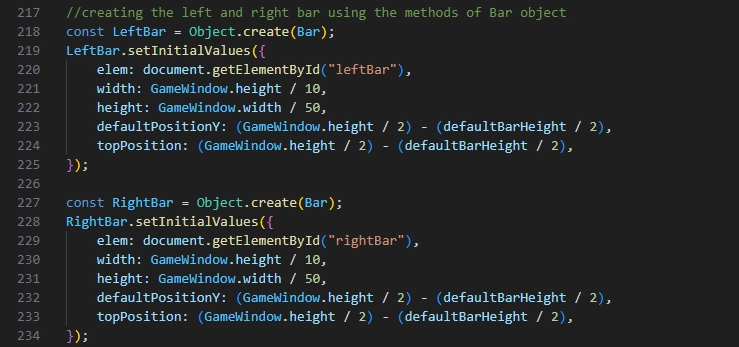 217 //creating the left and right bar using the methods of Bar object
218 const LeftBar = Object.create(Bar);
219 LeftBar.setInitialValues({
220     elem: document.getElementById("leftBar"),
221     width: GameWindow.height / 10,
222     height: GameWindow.width / 50,
223     defaultPositionY: (GameWindow.height / 2) - (defaultBarHeight / 2),
224     topPosition: (GameWindow.height / 2) - (defaultBarHeight / 2),
225 });
226
227 const RightBar = Object.create(Bar);
228 RightBar.setInitialValues({
229     elem: document.getElementById("rightBar"),
230     width: GameWindow.height / 10,
231     height: GameWindow.width / 50,
232     defaultPositionY: (GameWindow.height / 2) - (defaultBarHeight / 2),
233     topPosition: (GameWindow.height / 2) - (defaultBarHeight / 2),
234 });